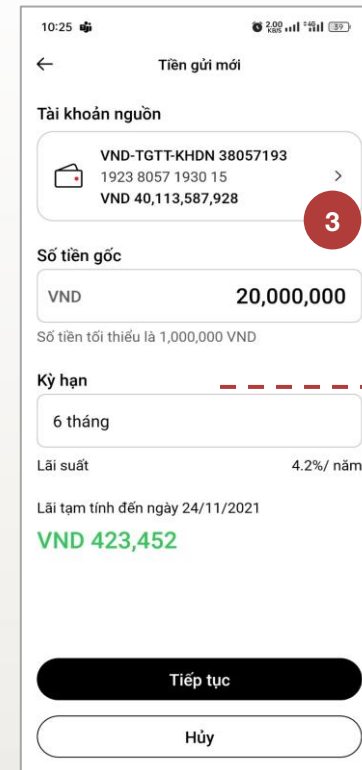 10:25
2.00 KB/S 39
Tiền gửi mới
Tài khoản nguồn
VND-TGTT-KHDN 38057193
1923 8057 1930 15
VND 40,113,587,928
3
Số tiền gốc
VND 20,000,000
Số tiền tối thiểu là 1,000,000 VND
Kỳ hạn
6 tháng
Lãi suất 4.2%/ năm
Lãi tạm tính đến ngày 24/11/2021
VND 423,452
Tiếp tục
Hủy